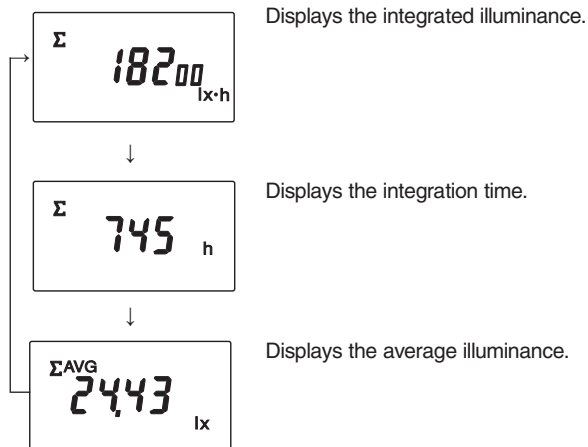 Displays the integrated illuminance.
Σ
18200
lx·h
↓
Displays the integration time.
Σ
745 h
↓
Displays the average illuminance.
ΣAVG
24,43
lx